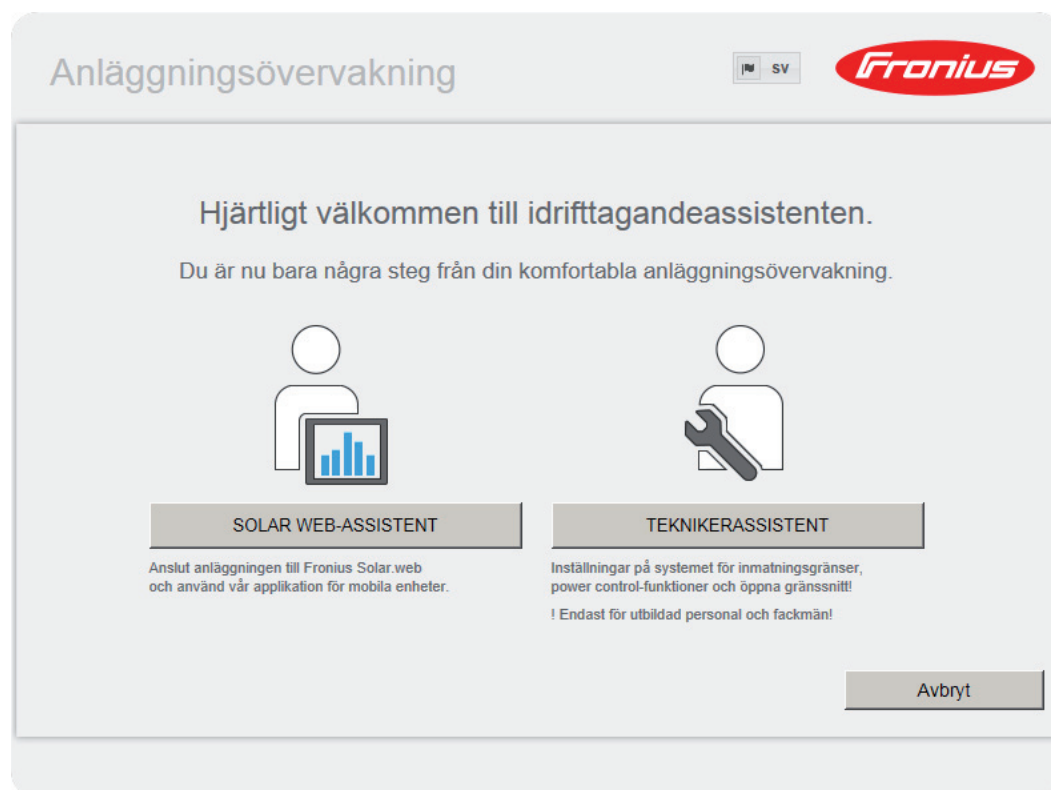 Anläggningsövervakning
SV
Fronius
Hjärtligt välkommen till idrifttagandeassistenten.
Du är nu bara några steg från din komfortabla anläggningsövervakning.
SOLAR WEB-ASSISTENT
Anslut anläggningen till Fronius Solar.web
och använd vår applikation för mobila enheter.
TEKNIKERASSISTENT
Inställningar på systemet för inmatningsgränser,
power control-funktioner och öppna gränssnitt!
! Endast för utbildad personal och fackmän!
Avbryt